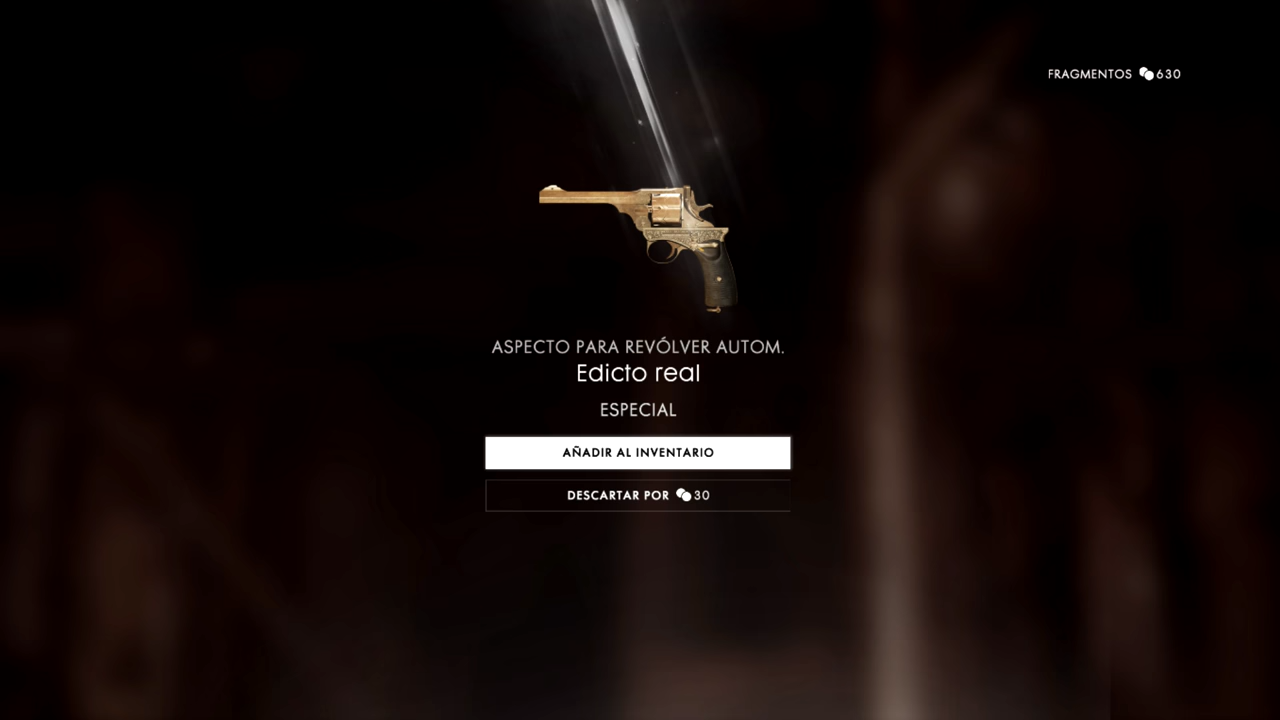 FRAGMENTOS 630
ASPECTO PARA REVÓLVER AUTOM.
Edicto real
ESPECIAL
AÑADIR AL INVENTARIO
DESCARTAR POR 30